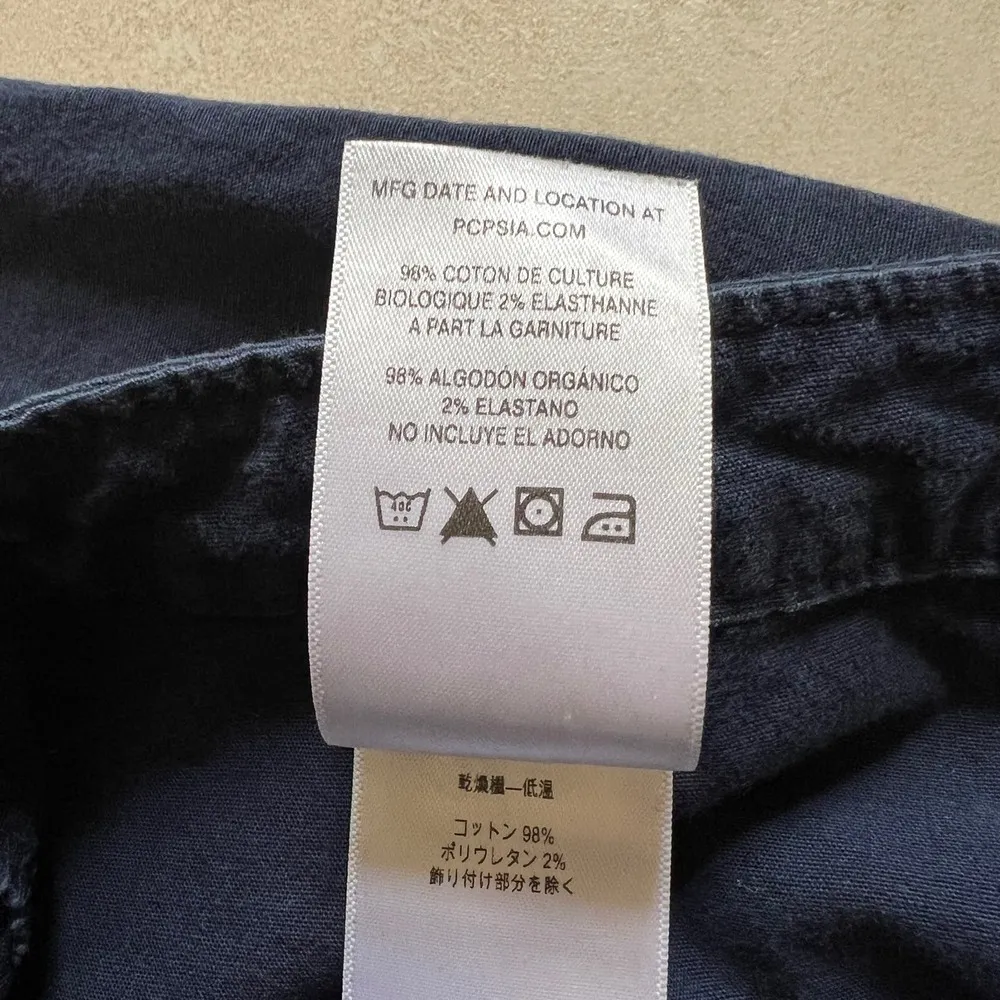 MFG DATE AND LOCATION AT
PCPSIA.COM
98% COTON DE CULTURE
BIOLOGIQUE 2% ELASTHANNE
A PART LA GARNITURE
98% ALGODÓN ORGÁNICO
2% ELASTANO
NO INCLUYE EL ADORNO
40C
乾燥機—低温
コットン 98%
ポリウレタン 2%
飾り付け部分を除く